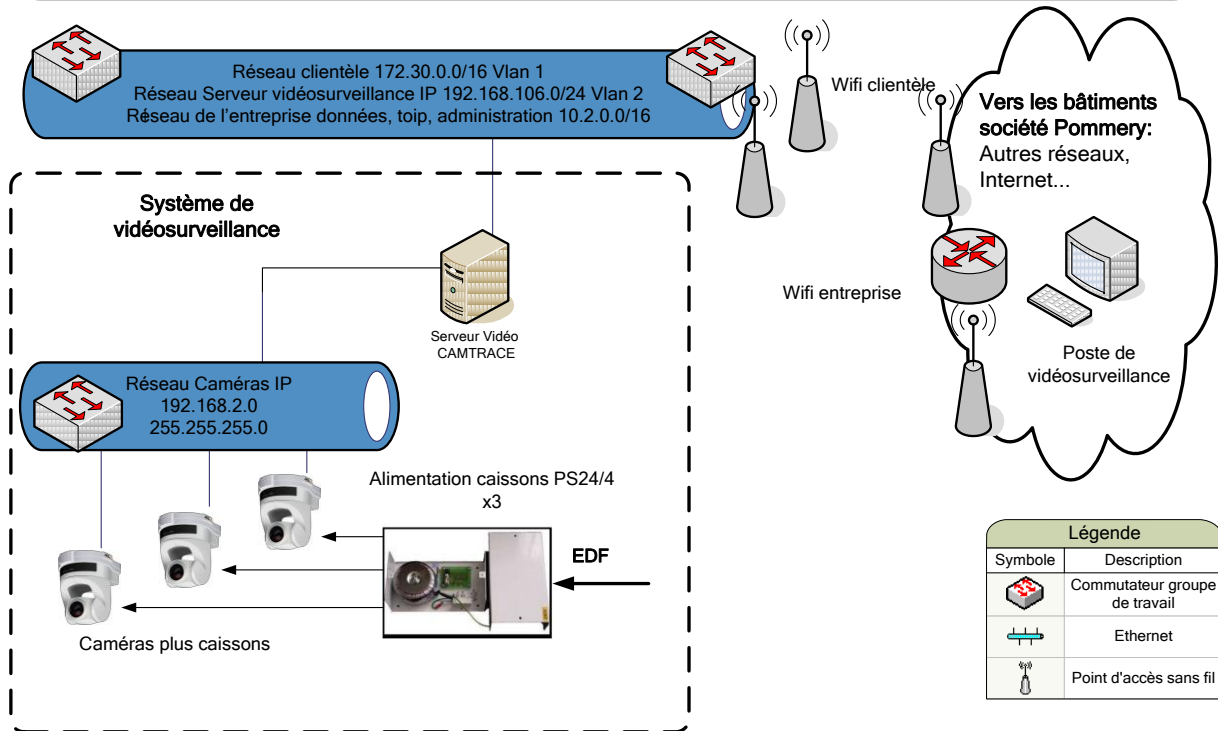 Réseau clientèle 172.30.0.0/16 Vlan 1
Réseau Serveur vidéosurveillance IP 192.168.106.0/24 Vlan 2
Réseau de l'entreprise données, toip, administration 10.2.0.0/16
Wifi clientèle
Vers les bâtiments
société Pommery:
Autres réseaux,
Internet...
Système de
vidéosurveillance
Serveur Vidéo
CAMTRACE
Wifi entreprise
Poste de
vidéosurveillance
Réseau Caméras IP
192.168.2.0
255.255.255.0
Alimentation caissons PS24/4
x3
EDF
Caméras plus caissons
Légende
Symbole Description
Commutateur groupe
de travail
Ethernet
Point d'accès sans fil